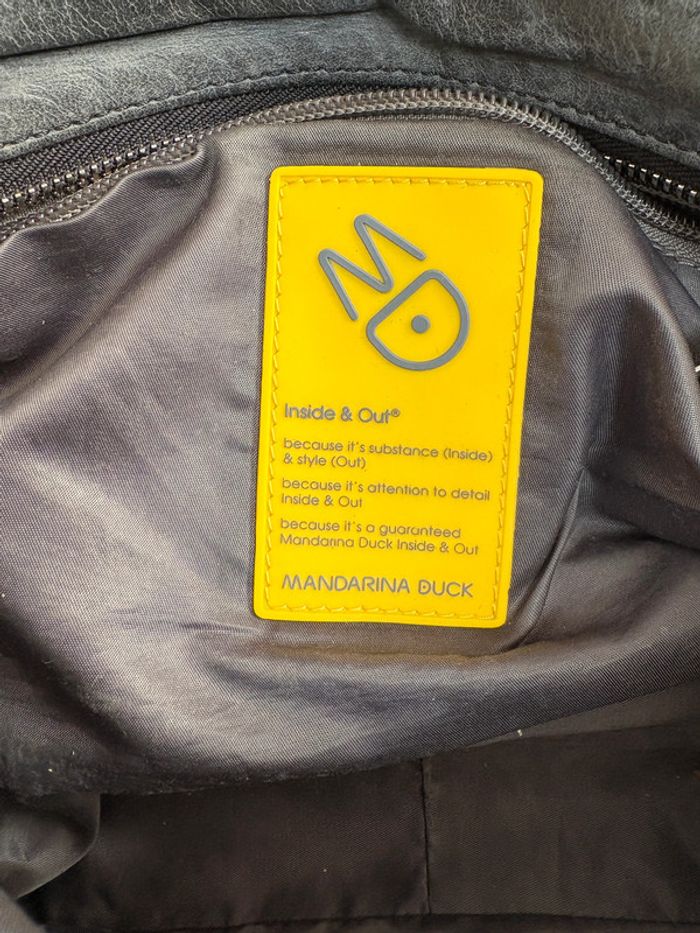 MD
Inside & Out®
because it's substance (Inside)
& style (Out)
because it's attention to detail
Inside & Out
because it's a guaranteed
Mandarina Duck Inside & Out
MANDARINA DUCK